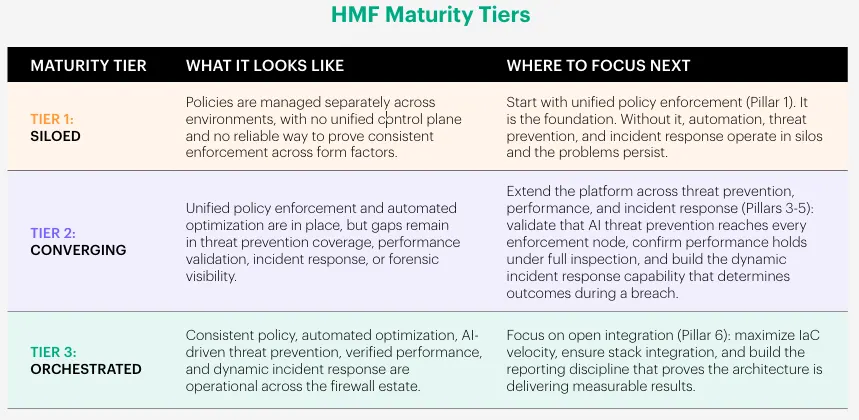 HMF Maturity Tiers
MATURITY TIER
WHAT IT LOOKS LIKE
WHERE TO FOCUS NEXT
TIER 1:
SILOED
Policies are managed separately across
environments, with no unified control plane
and no reliable way to prove consistent
enforcement across form factors.
Start with unified policy enforcement (Pillar 1). It
is the foundation. Without it, automation, threat
prevention, and incident response operate in silos
and the problems persist.
TIER 2:
CONVERGING
Unified policy enforcement and automated
optimization are in place, but gaps remain
in threat prevention coverage, performance
validation, incident response, or forensic
visibility.
Extend the platform across threat prevention,
performance, and incident response (Pillars 3-5):
validate that AI threat prevention reaches every
enforcement node, confirm performance holds
under full inspection, and build the dynamic
incident response capability that determines
outcomes during a breach.
TIER 3:
ORCHESTRATED
Consistent policy, automated optimization, AI-
driven threat prevention, verified performance,
and dynamic incident response are
operational across the firewall estate.
Focus on open integration (Pillar 6): maximize IaC
velocity, ensure stack integration, and build the
reporting discipline that proves the architecture is
delivering measurable results.